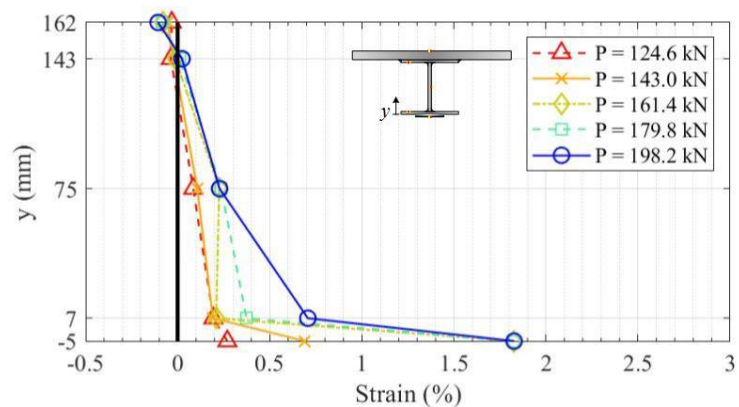 162
143
75
7
-5
y (mm)
-0.5 0 0.5 1 1.5 2 2.5 3
Strain (%)
y
P = 124.6 kN
P = 143.0 kN
P = 161.4 kN
P = 179.8 kN
P = 198.2 kN